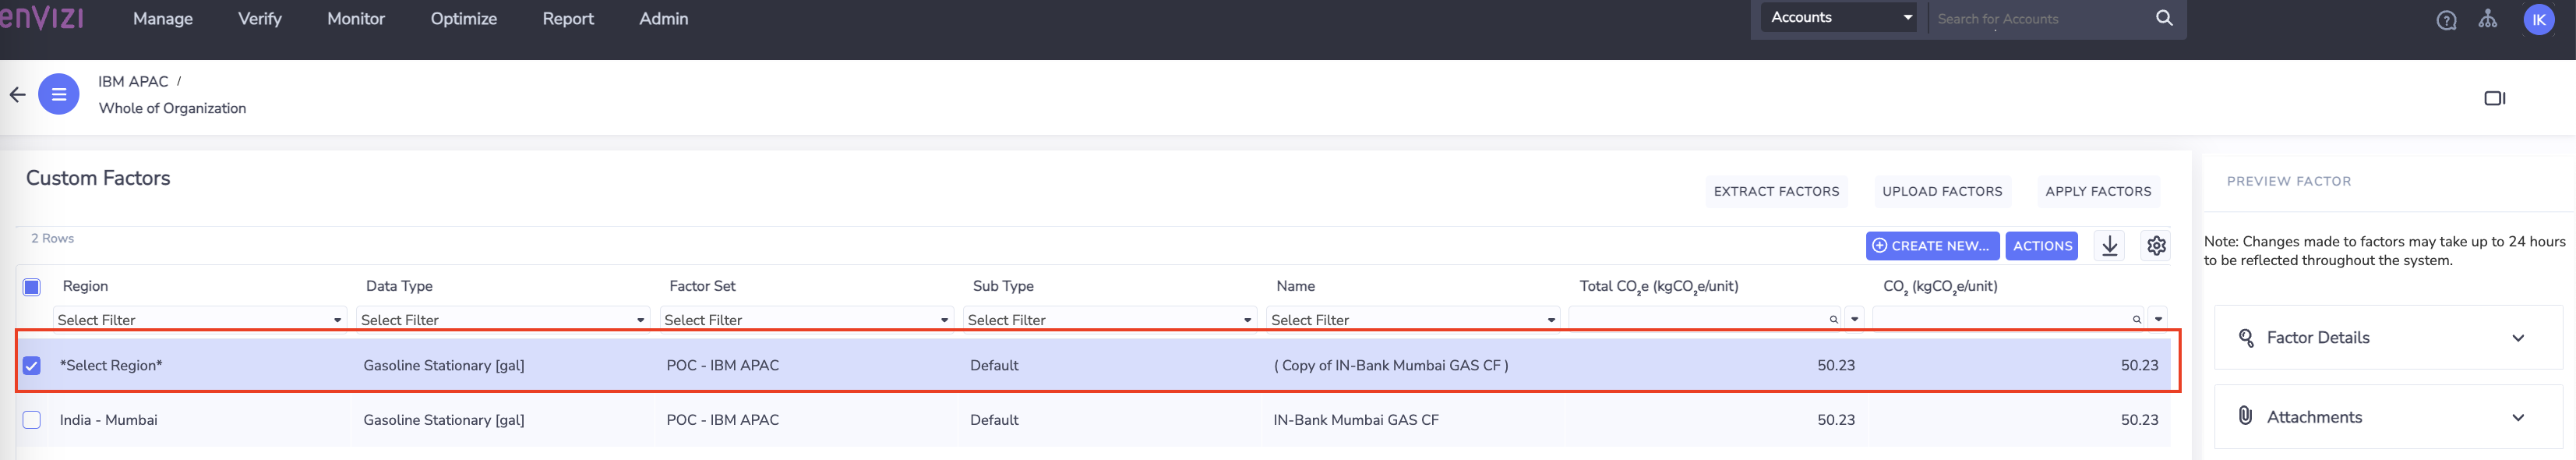 enVIZI
Manage Verify Monitor Optimize Report Admin
Accounts Search for Accounts IK
IBM APAC /
Whole of Organization
Custom Factors
EXTRACT FACTORS UPLOAD FACTORS APPLY FACTORS
2 Rows
CREATE NEW... ACTIONS
Region Data Type Factor Set Sub Type Name Total CO₂e (kgCO₂e/unit) CO₂ (kgCO₂e/unit)
Select Filter Select Filter Select Filter Select Filter Select Filter
*Select Region* Gasoline Stationary [gal] POC - IBM APAC Default ( Copy of IN-Bank Mumbai GAS CF ) 50.23 50.23
India - Mumbai Gasoline Stationary [gal] POC - IBM APAC Default IN-Bank Mumbai GAS CF 50.23 50.23
PREVIEW FACTOR
Note: Changes made to factors may take up to 24 hours
to be reflected throughout the system.
Factor Details
Attachments